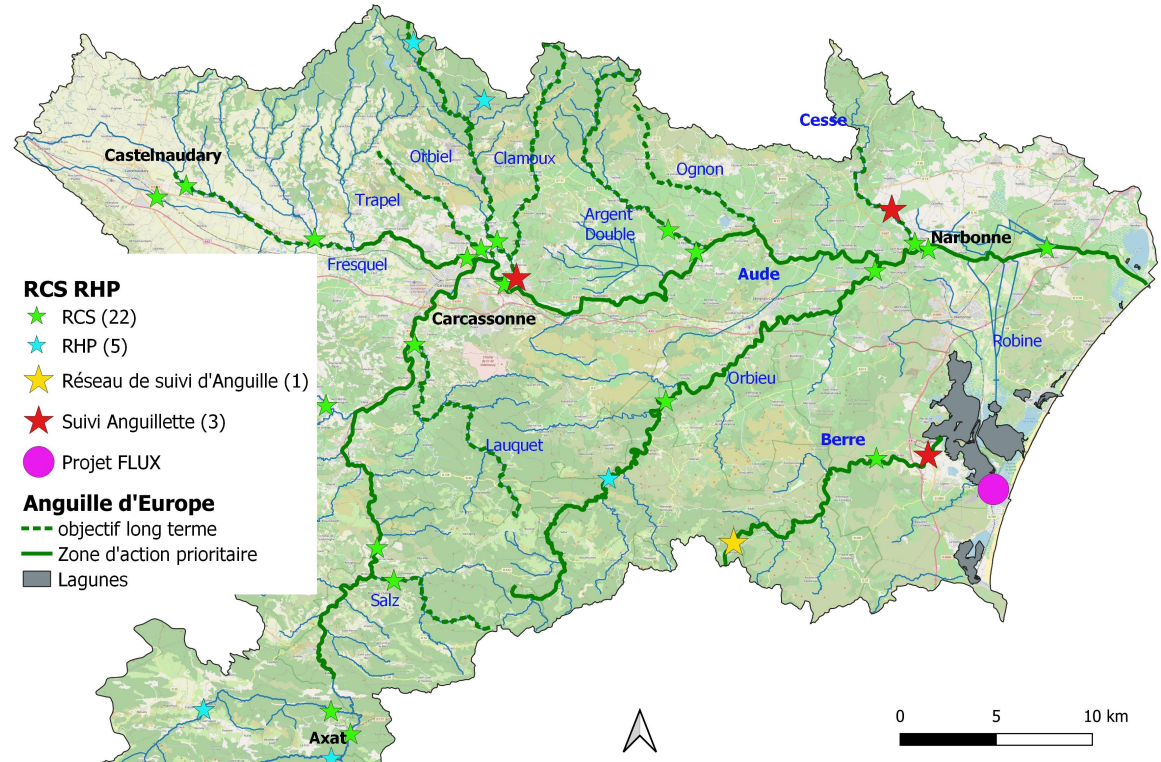 Cesse
Castelnaudary
Orbiel
Clamoux
Ognon
Trapel
Argent
Double
Narbonne
Fresquel
Aude
RCS RHP
RCS (22)
RHP (5)
Réseau de suivi d'Anguille (1)
Suivi Anguillette (3)
Projet FLUX
Anguille d'Europe
objectif long terme
Zone d'action prioritaire
Lagunes
Carcassonne
Robine
Orbieu
Lauquet
Berre
Salz
Axat
0 5 10 km